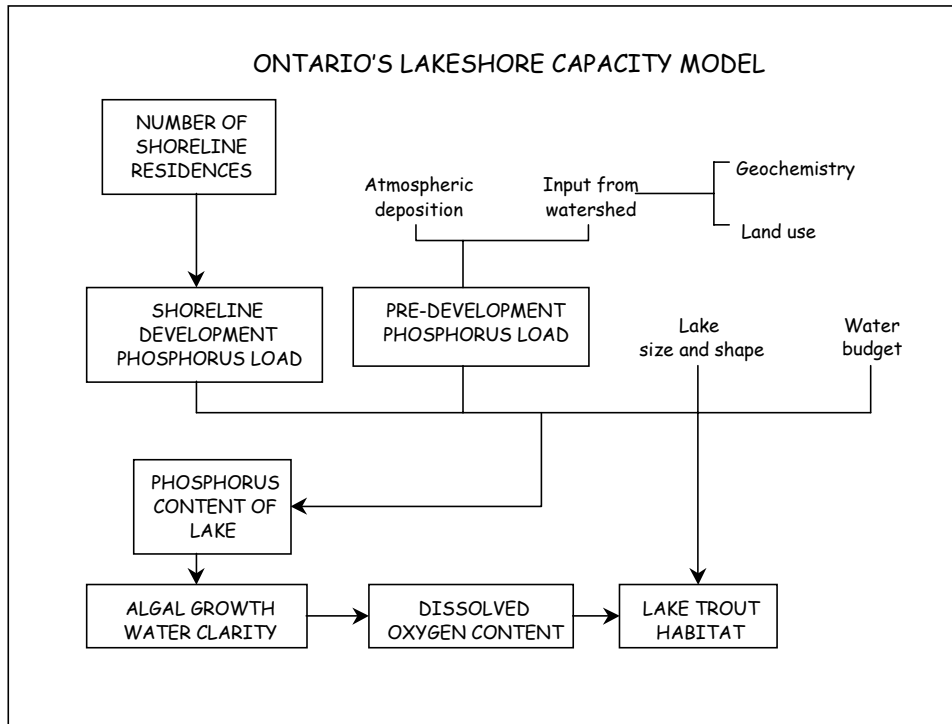 ONTARIO'S LAKESHORE CAPACITY MODEL
NUMBER OF
SHORELINE
RESIDENCES
Atmospheric
deposition
Input from
watershed
Geochemistry
Land use
SHORELINE
DEVELOPMENT
PHOSPHORUS LOAD
PRE-DEVELOPMENT
PHOSPHORUS LOAD
Lake
size and shape
Water
budget
PHOSPHORUS
CONTENT OF
LAKE
ALGAL GROWTH
WATER CLARITY
DISSOLVED
OXYGEN CONTENT
LAKE TROUT
HABITAT